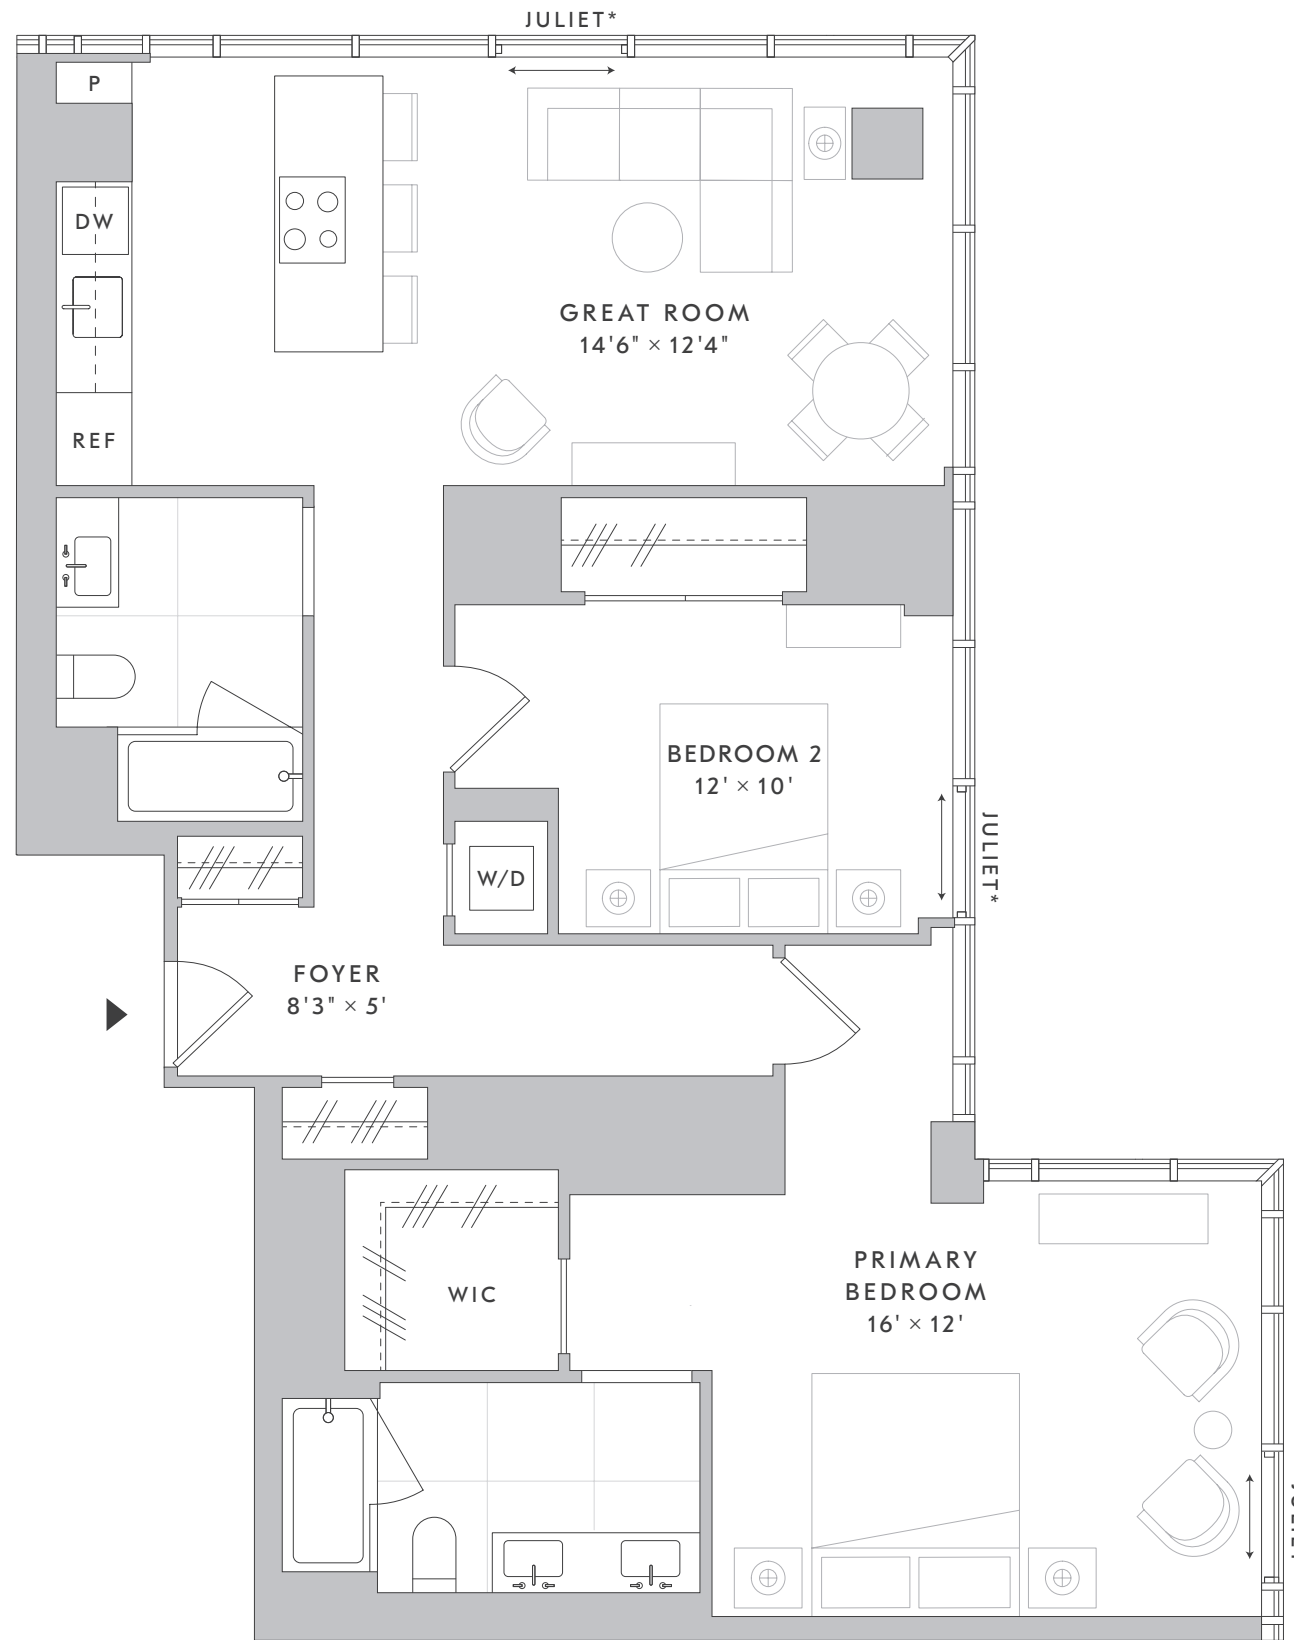 JULIET*
P
DW
GREAT ROOM
14'6" × 12'4"
REF
BEDROOM 2
12' × 10'
JULIET*
W/D
FOYER
8'3" × 5'
PRIMARY
BEDROOM
16' × 12'
WIC